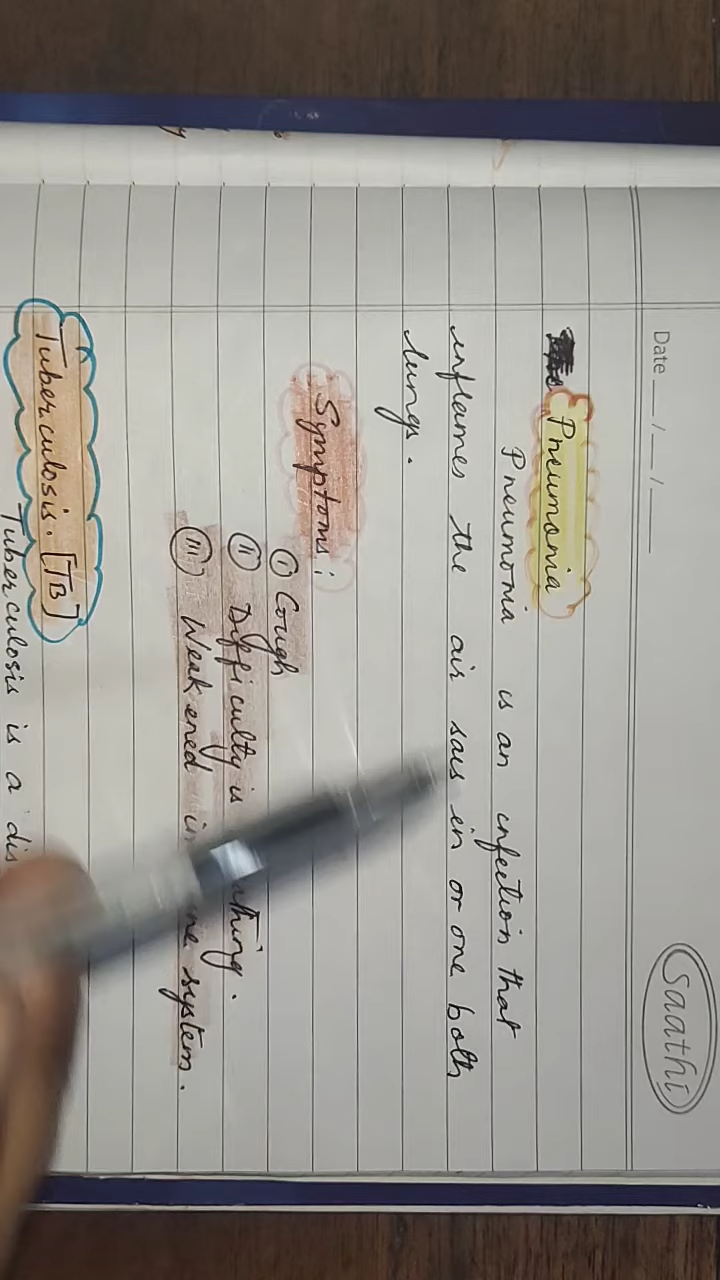 Date __/__/__
Saathi
Pneumonia
Pneumonia is an infection that
inflames the air sacs in or one both
lungs.
Symptoms:
(i) Cough
(ii) Difficulty is
(iii) Weakened system.
Tuberculosis. [TB]
Tuberculosis is a